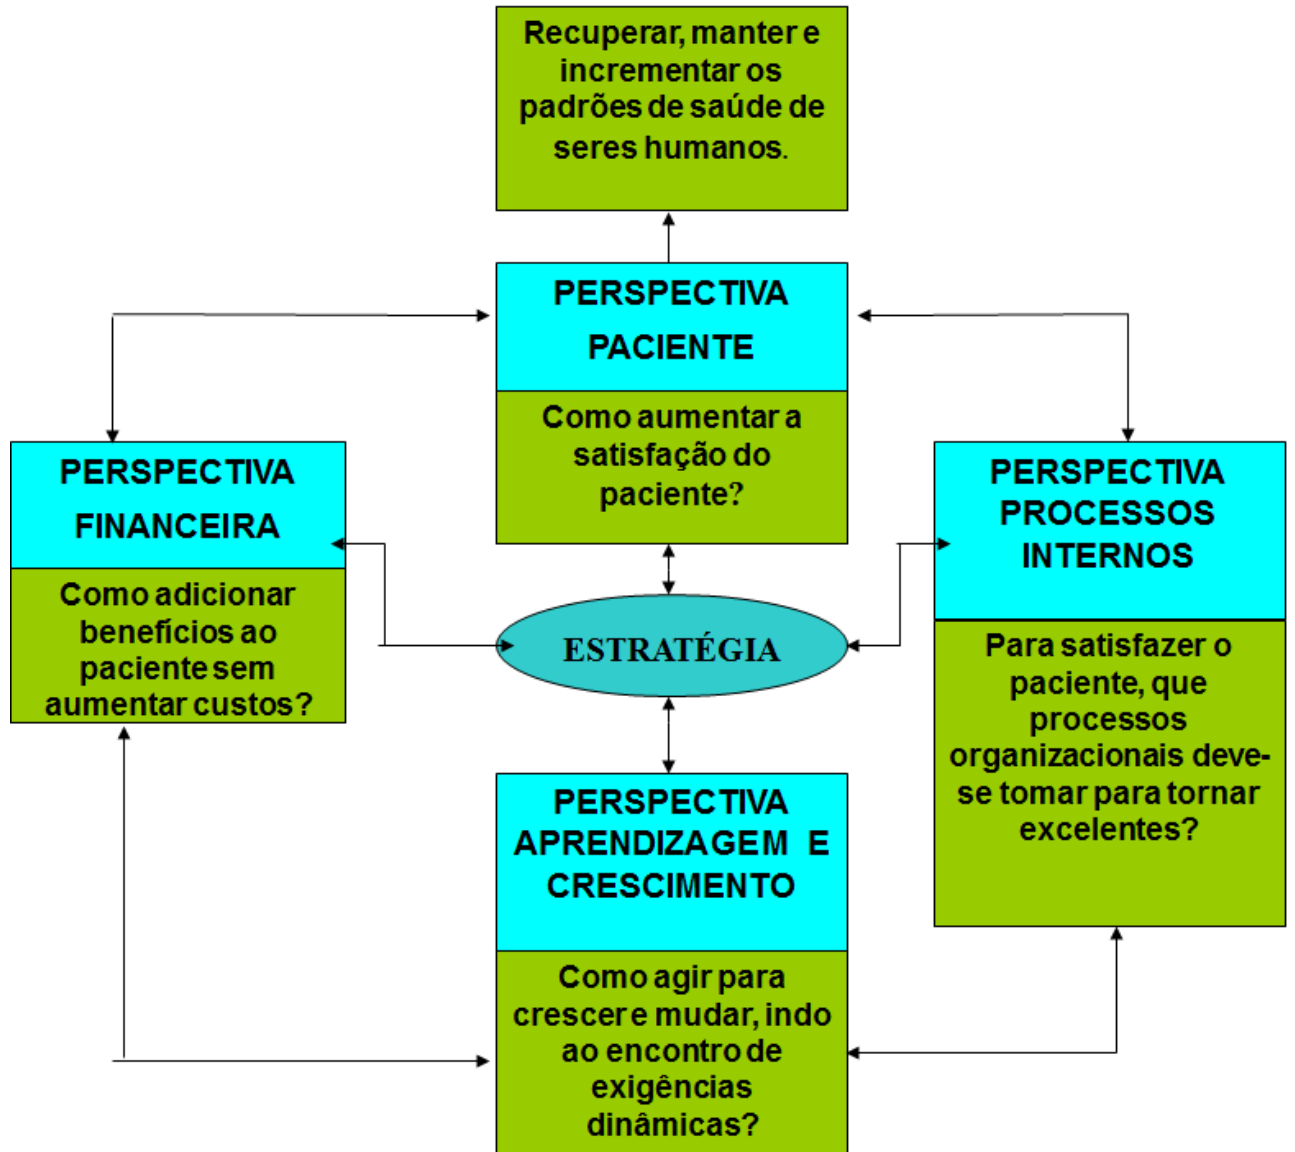 Recuperar, manter e
incrementar os
padrões de saúde de
seres humanos.
PERSPECTIVA
PACIENTE
Como aumentar a
satisfação do
paciente?
PERSPECTIVA
FINANCEIRA
Como adicionar
benefícios ao
paciente sem
aumentar custos?
ESTRATÉGIA
PERSPECTIVA
PROCESSOS
INTERNOS
Para satisfazer o
paciente, que
processos
organizacionais deve-
se tomar para tornar
excelentes?
PERSPECTIVA
APRENDIZAGEM E
CRESCIMENTO
Como agir para
crescer e mudar, indo
ao encontro de
exigências
dinâmicas?